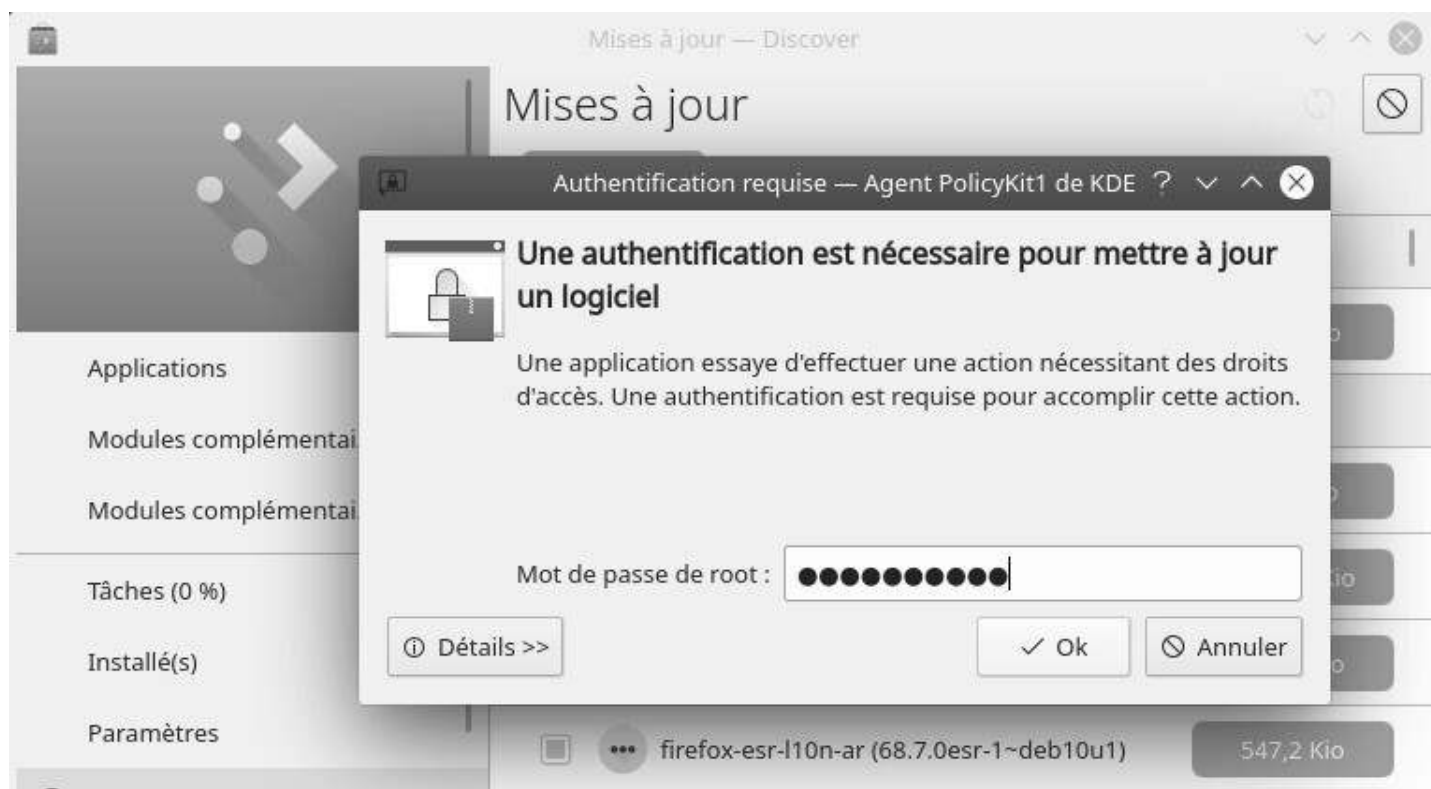 Mises à jour — Discover
Mises à jour
Authentification requise — Agent PolicyKit1 de KDE ?
Une authentification est nécessaire pour mettre à jour
un logiciel
Une application essaye d'effectuer une action nécessitant des droits
d'accès. Une authentification est requise pour accomplir cette action.
Mot de passe de root : ●●●●●●●●●●
Détails >>
Ok
Annuler
Applications
Modules complémentai
Modules complémentai
Tâches (0 %)
Installé(s)
Paramètres
firefox-esr-l10n-ar (68.7.0esr-1~deb10u1)
547,2 Kio